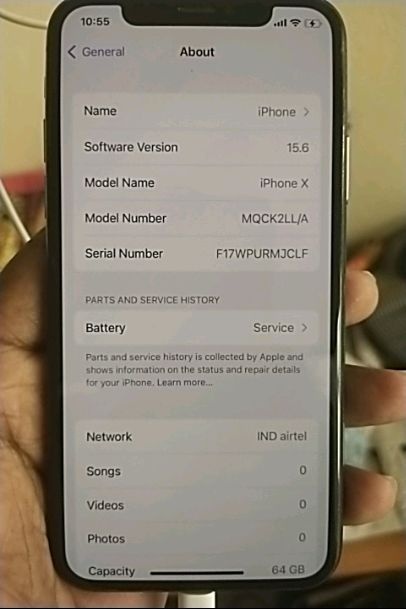 10:55
General
About
Name iPhone
Software Version 15.6
Model Name iPhone X
Model Number MQCK2LL/A
Serial Number F17WPURMJCLF
PARTS AND SERVICE HISTORY
Battery Service
Parts and service history is collected by Apple and
shows information on the status and repair details
for your iPhone. Learn more...
Network IND airtel
Songs 0
Videos 0
Photos 0
Capacity 64 GB